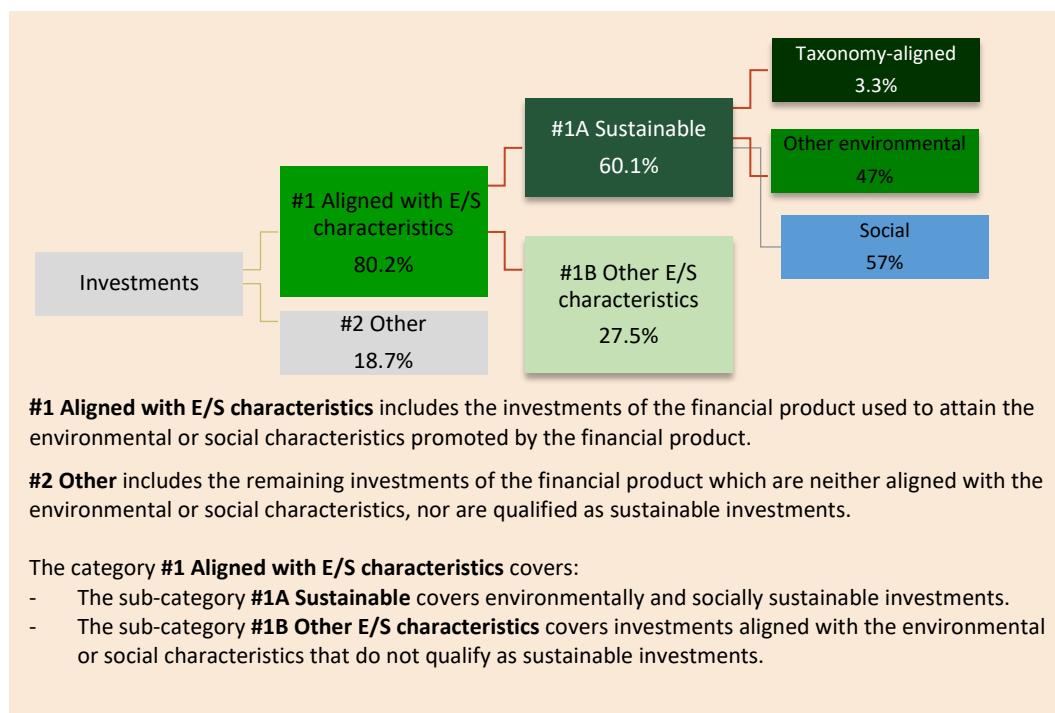 Taxonomy-aligned
3.3%
#1A Sustainable
60.1%
Other environmental
47%
#1 Aligned with E/S
characteristics
80.2%
Social
57%
Investments
#1B Other E/S
characteristics
27.5%
#2 Other
18.7%
#1 Aligned with E/S characteristics includes the investments of the financial product used to attain the
environmental or social characteristics promoted by the financial product.
#2 Other includes the remaining investments of the financial product which are neither aligned with the
environmental or social characteristics, nor are qualified as sustainable investments.
The category #1 Aligned with E/S characteristics covers:
- The sub-category #1A Sustainable covers environmentally and socially sustainable investments.
- The sub-category #1B Other E/S characteristics covers investments aligned with the environmental
or social characteristics that do not qualify as sustainable investments.